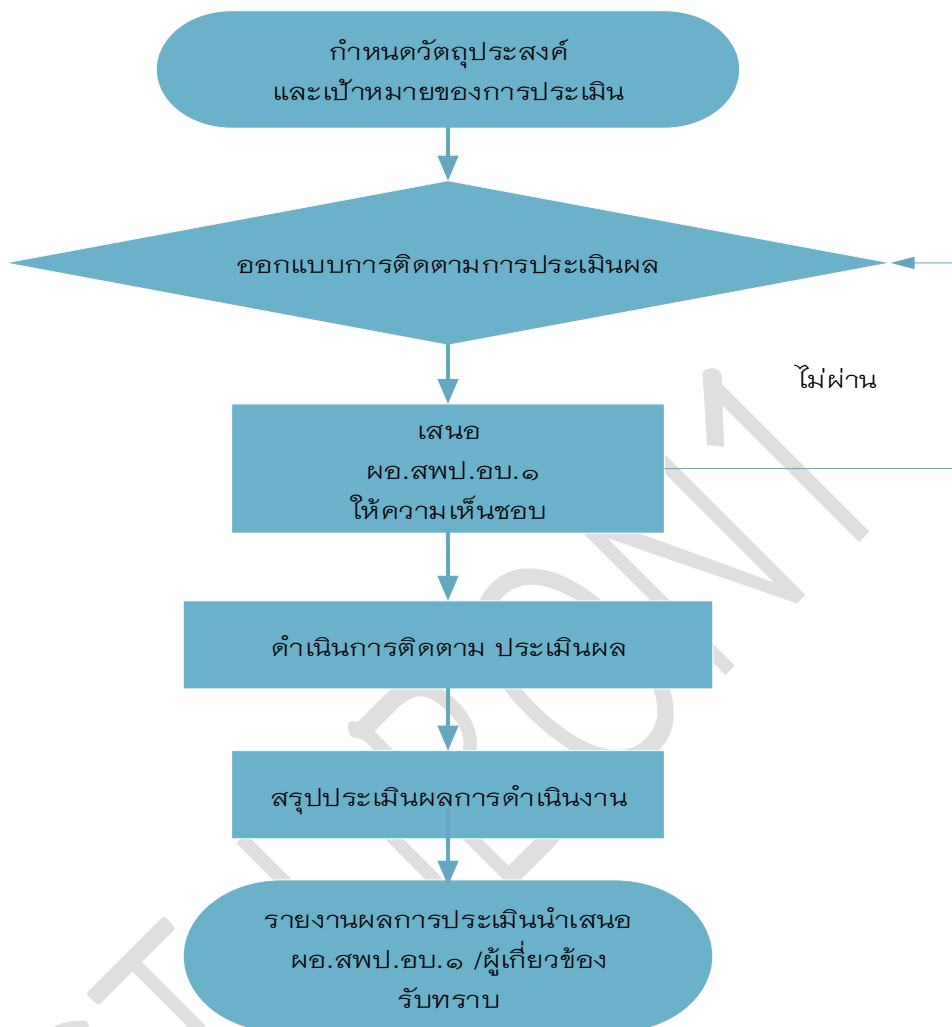 กำหนดวัตถุประสงค์
และเป้าหมายของการประเมิน
ออกแบบการติดตามการประเมินผล
ไม่ผ่าน
เสนอ
ผอ.สพป.อบ.๑
ให้ความเห็นชอบ
ดำเนินการติดตาม ประเมินผล
สรุปประเมินผลการดำเนินงาน
รายงานผลการประเมินนำเสนอ
ผอ.สพป.อบ.๑ /ผู้เกี่ยวข้อง
รับทราบ